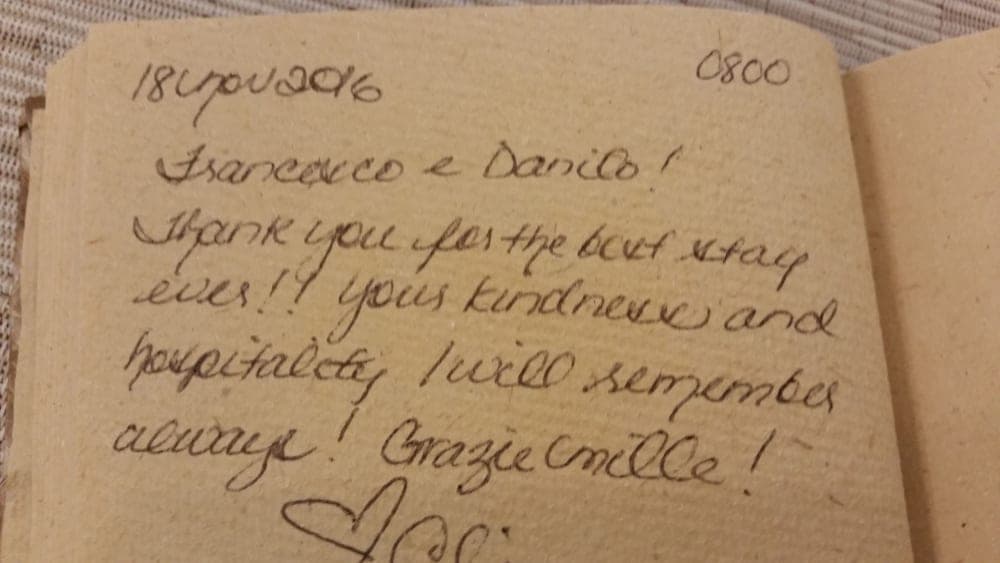 18 nov 2016 0800
Francesco e Danilo!
Thank you for the best stay
ever!! Your kindness and
hospitality I will remember
always! Grazie mille!